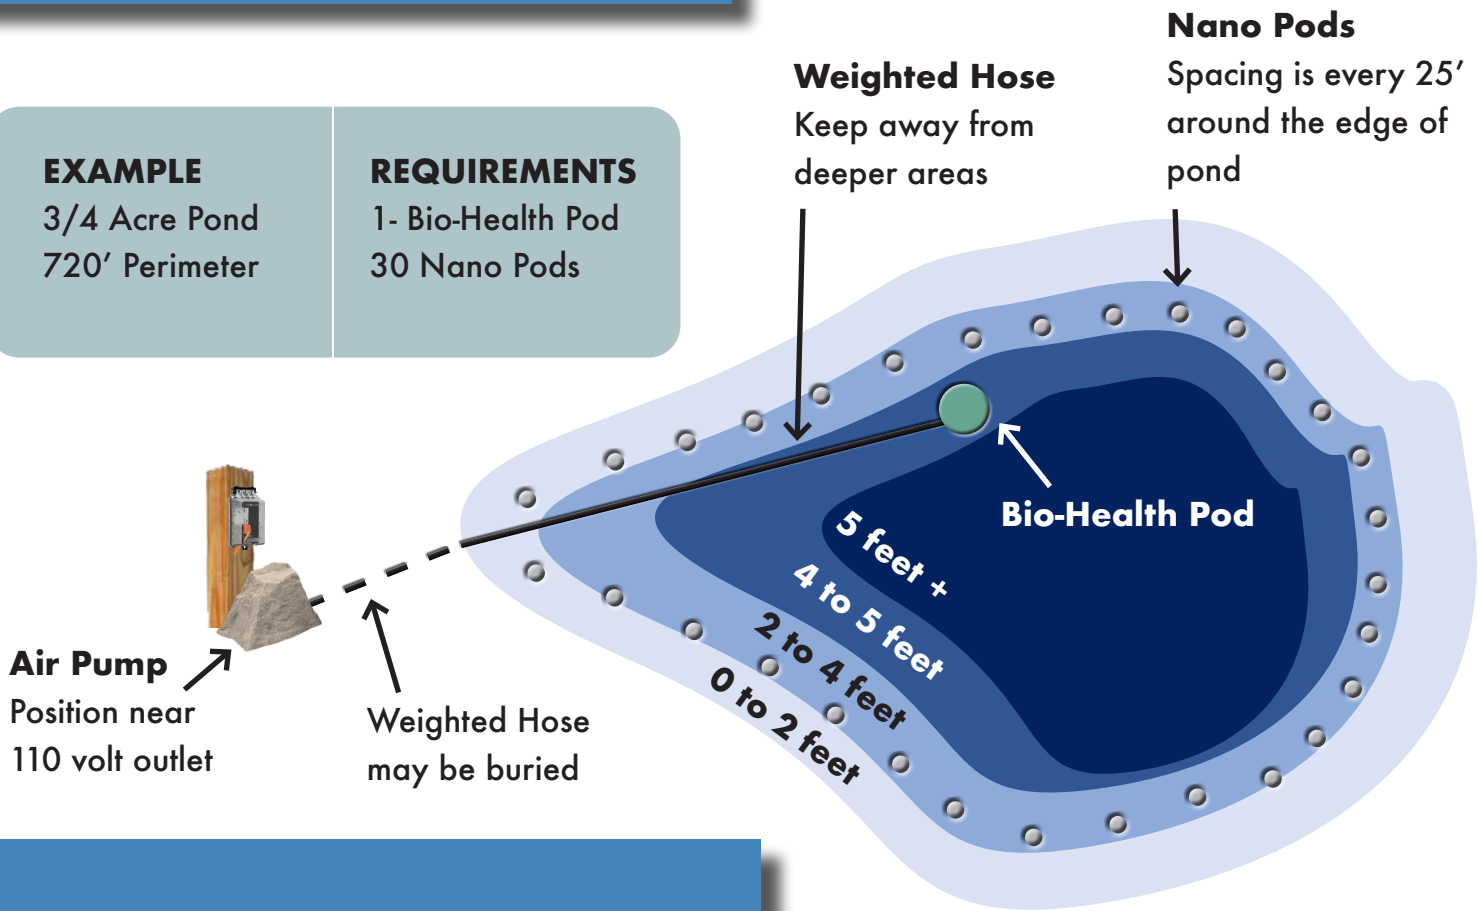 Nano Pods
Spacing is every 25’
around the edge of
pond
Weighted Hose
Keep away from
deeper areas
EXAMPLE
3/4 Acre Pond
720’ Perimeter
REQUIREMENTS
1- Bio-Health Pod
30 Nano Pods
Bio-Health Pod
5 feet +
4 to 5 feet
2 to 4 feet
0 to 2 feet
Air Pump
Position near
110 volt outlet
Weighted Hose
may be buried